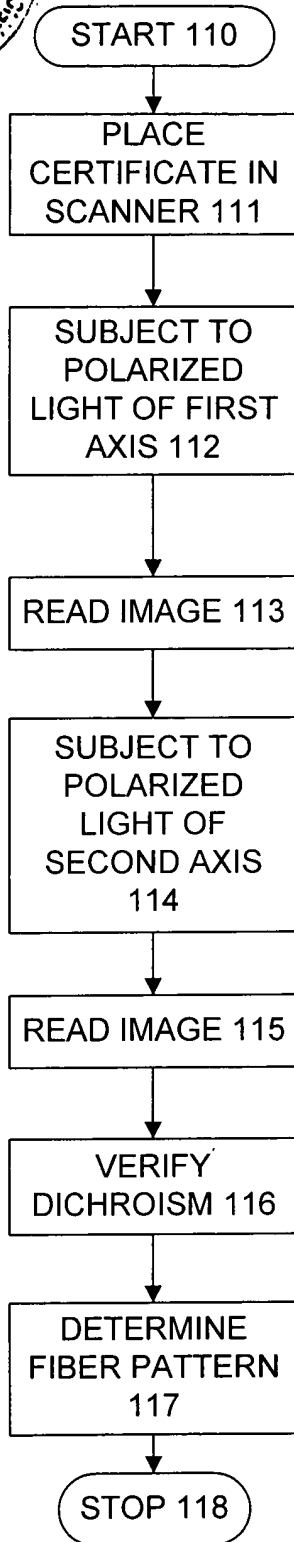 START 110
PLACE
CERTIFICATE IN
SCANNER 111
SUBJECT TO
POLARIZED
LIGHT OF FIRST
AXIS 112
READ IMAGE 113
SUBJECT TO
POLARIZED
LIGHT OF
SECOND AXIS
114
READ IMAGE 115
VERIFY
DICHROISM 116
DETERMINE
FIBER PATTERN
117
STOP 118